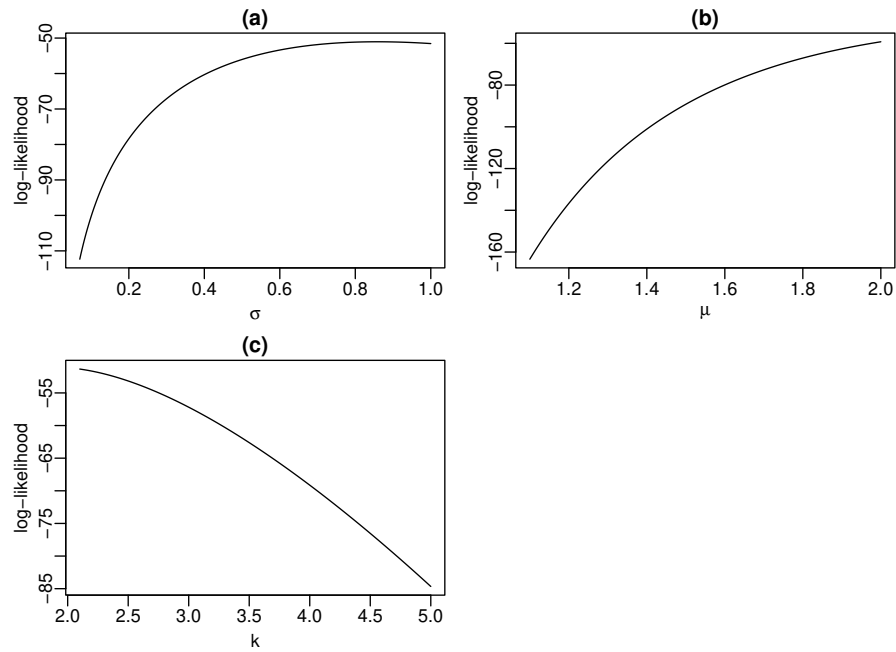 (a)
log−likelihood
−50
−70
−90
−110
0.2 0.4 0.6 0.8 1.0
σ
(b)
log−likelihood
−80
−120
−160
1.2 1.4 1.6 1.8 2.0
μ
(c)
log−likelihood
−55
−65
−75
−85
2.0 2.5 3.0 3.5 4.0 4.5 5.0
k